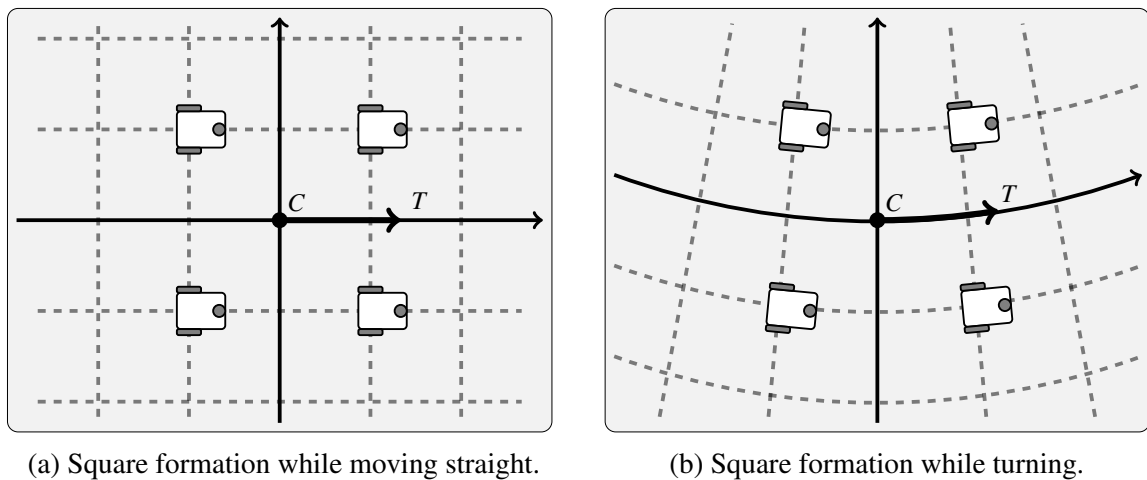 C
T
C
T
(a) Square formation while moving straight.
(b) Square formation while turning.